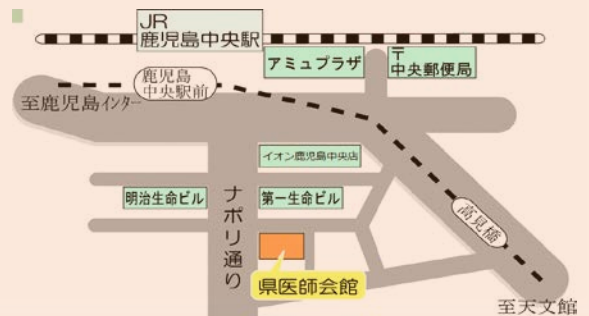 JR
鹿児島中央駅
アミュプラザ
〒
中央郵便局
鹿児島
中央駅前
至鹿児島インター
イオン鹿児島中央店
明治生命ビル
第一生命ビル
ナポリ通り
高見橋
県医師会館
至天文館